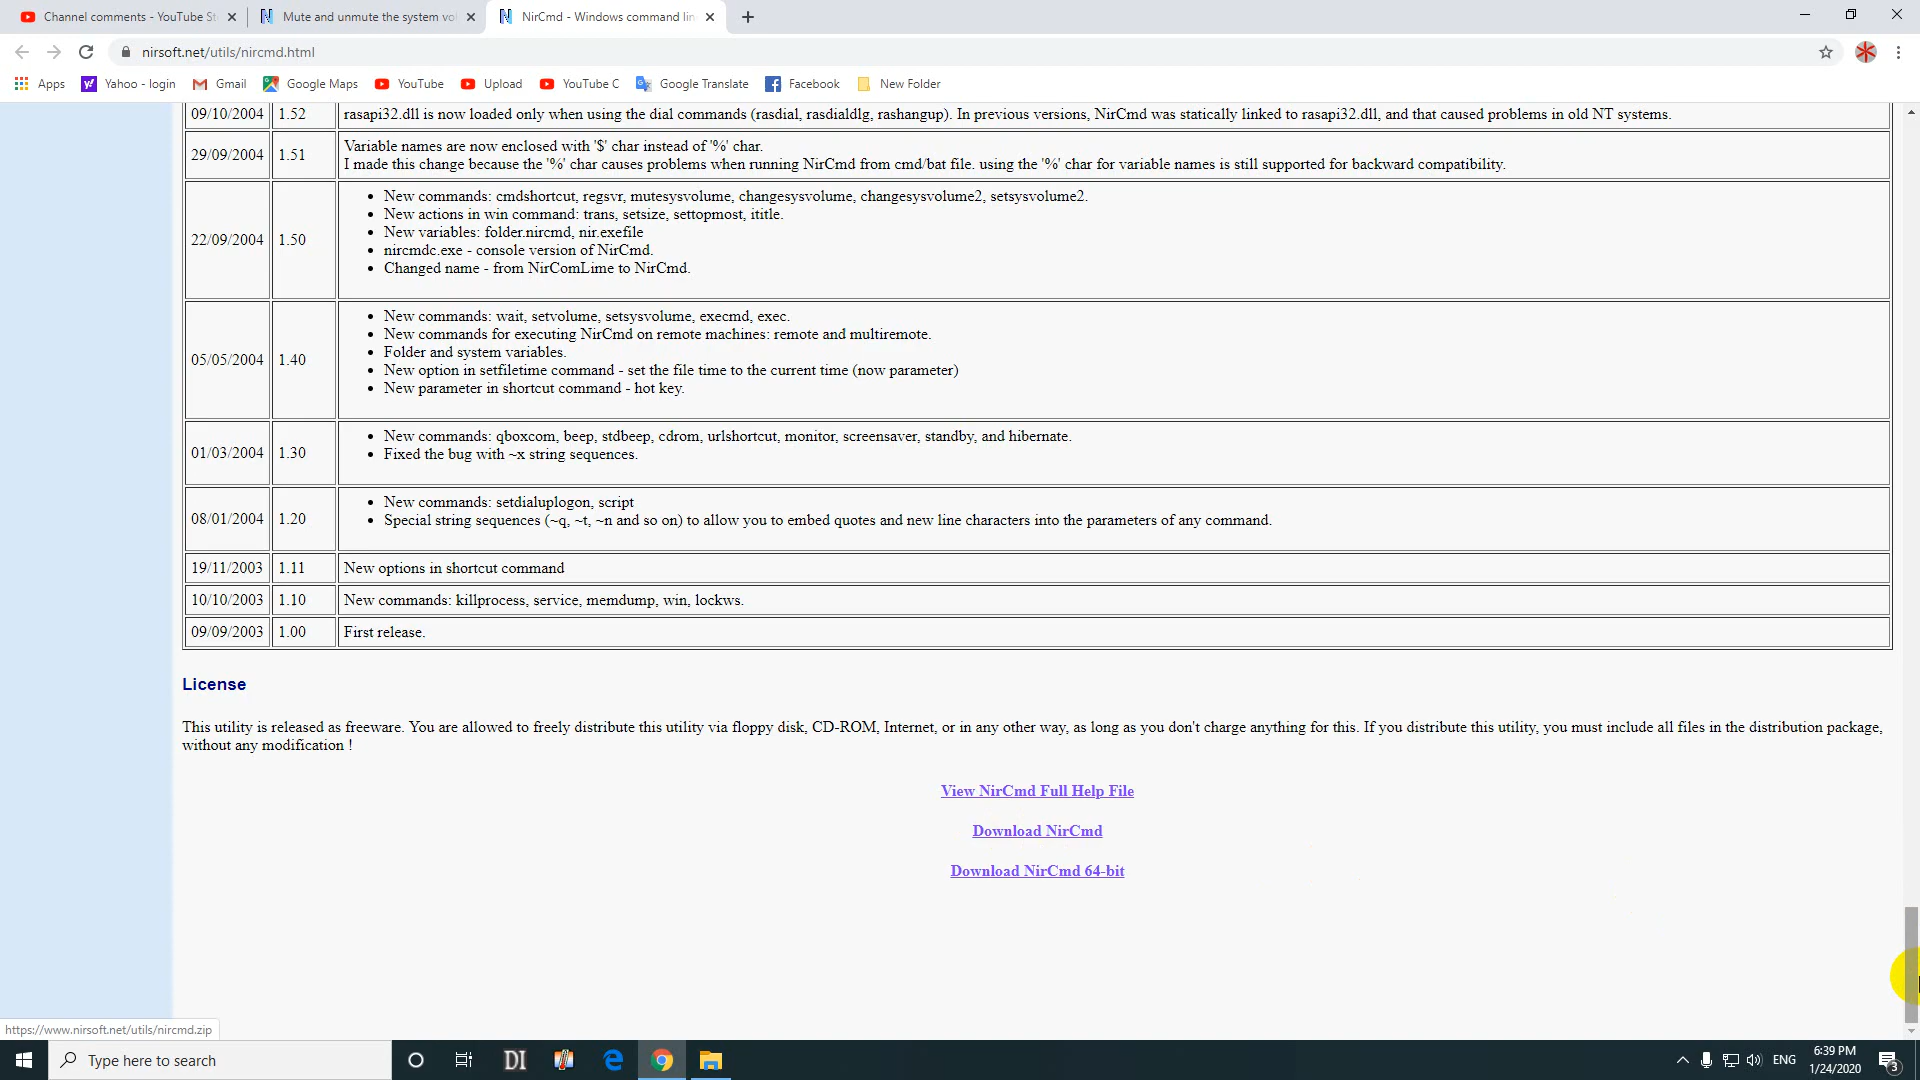 Channel comments - YouTube St
Mute and unmute the system vol
NirCmd - Windows command lin
nirsoft.net/utils/nircmd.html
Apps
Yahoo - login
Gmail
Google Maps
YouTube
Upload
YouTube C
Google Translate
Facebook
New Folder
09/10/2004 1.52 rasapi32.dll is now loaded only when using the dial commands (rasdial, rasdialdlg, rashangup). In previous versions, NirCmd was statically linked to rasapi32.dll, and that caused problems in old NT systems.
29/09/2004 1.51 Variable names are now enclosed with '$' char instead of '%' char.
I made this change because the '%' char causes problems when running NirCmd from cmd/bat file. using the '%' char for variable names is still supported for backward compatibility.
22/09/2004 1.50
• New commands: cmdshortcut, regsvr, mutesysvolume, changesysvolume, changesysvolume2, setsysvolume2.
• New actions in win command: trans, setsize, settopmost, ititle.
• New variables: folder.nircmd, nir.exefile
• nircmdc.exe - console version of NirCmd.
• Changed name - from NirComLime to NirCmd.
05/05/2004 1.40
• New commands: wait, setvolume, setsysvolume, execmd, exec.
• New commands for executing NirCmd on remote machines: remote and multiremote.
• Folder and system variables.
• New option in setfiletime command - set the file time to the current time (now parameter)
• New parameter in shortcut command - hot key.
01/03/2004 1.30
• New commands: qboxcom, beep, stdbeep, cdrom, urlshortcut, monitor, screensaver, standby, and hibernate.
• Fixed the bug with ~x string sequences.
08/01/2004 1.20
• New commands: setdialuplogon, script
• Special string sequences (~q, ~t, ~n and so on) to allow you to embed quotes and new line characters into the parameters of any command.
19/11/2003 1.11 New options in shortcut command
10/10/2003 1.10 New commands: killprocess, service, memdump, win, lockws.
09/09/2003 1.00 First release.
License
This utility is released as freeware. You are allowed to freely distribute this utility via floppy disk, CD-ROM, Internet, or in any other way, as long as you don't charge anything for this. If you distribute this utility, you must include all files in the distribution package,
without any modification !
View NirCmd Full Help File
Download NirCmd
Download NirCmd 64-bit
https://www.nirsoft.net/utils/nircmd.zip
Type here to search
DI
ENG
6:39 PM
1/24/2020
3